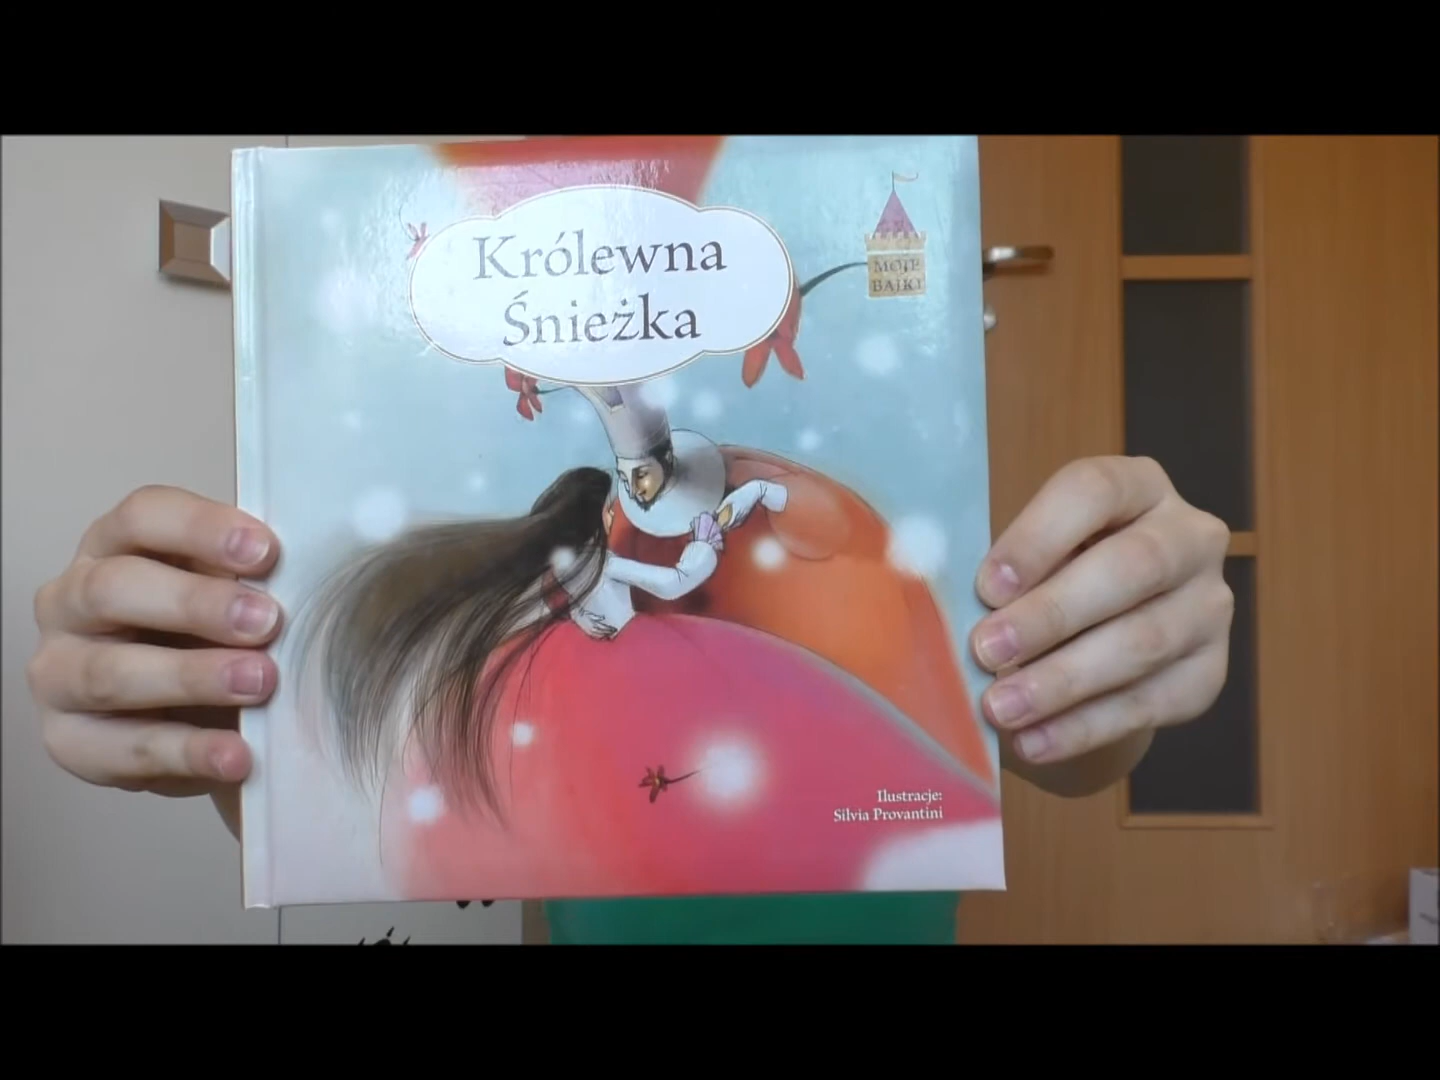 Królewna
Śnieżka
MOJE
BAJKI
Ilustracje:
Silvia Provantini